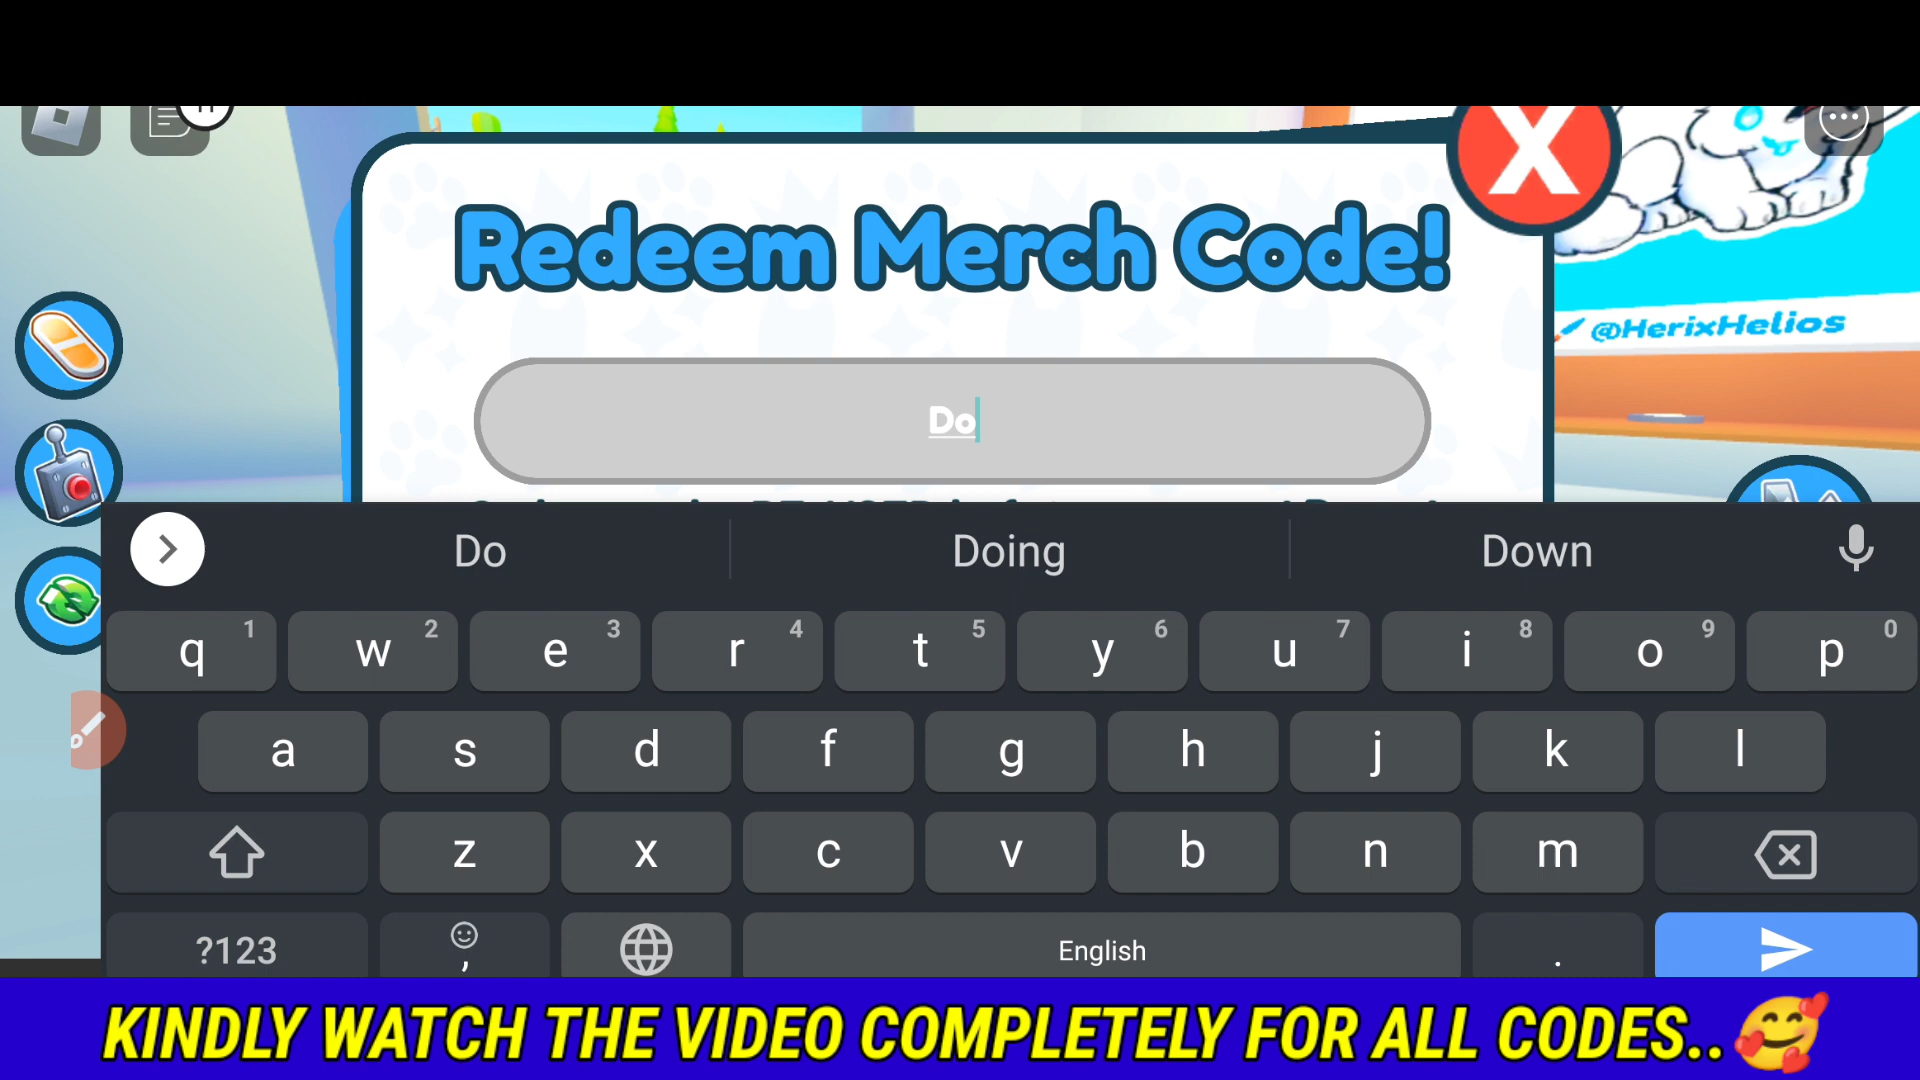 Redeem Merch Code!
X
@HerixHelios
Do
Do Doing Down
q 1 w 2 e 3 r 4 t 5 y 6 u 7 i 8 o 9 p 0
a s d f g h j k l
z x c v b n m
?123 , English .
KINDLY WATCH THE VIDEO COMPLETELY FOR ALL CODES..🥰